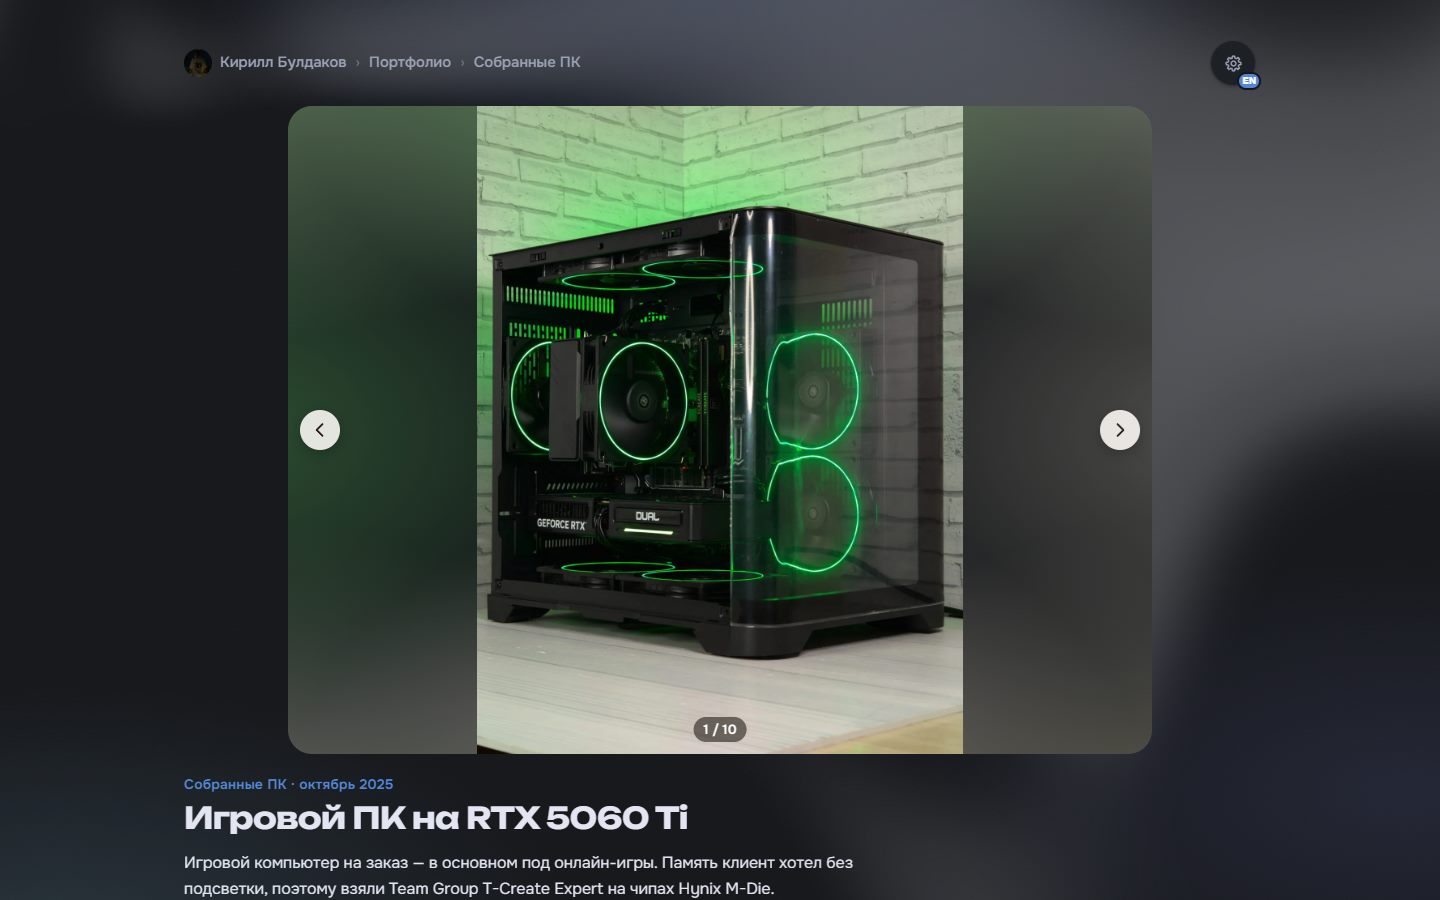 Кирилл Булдаков › Портфолио › Собранные ПК
EN
GEFORCE RTX
DUAL
1 / 10
Собранные ПК · октябрь 2025
Игровой ПК на RTX 5060 Ti
Игровой компьютер на заказ — в основном под онлайн-игры. Память клиент хотел без
подсветки, поэтому взяли Team Group T-Create Expert на чипах Hynix M-Die.